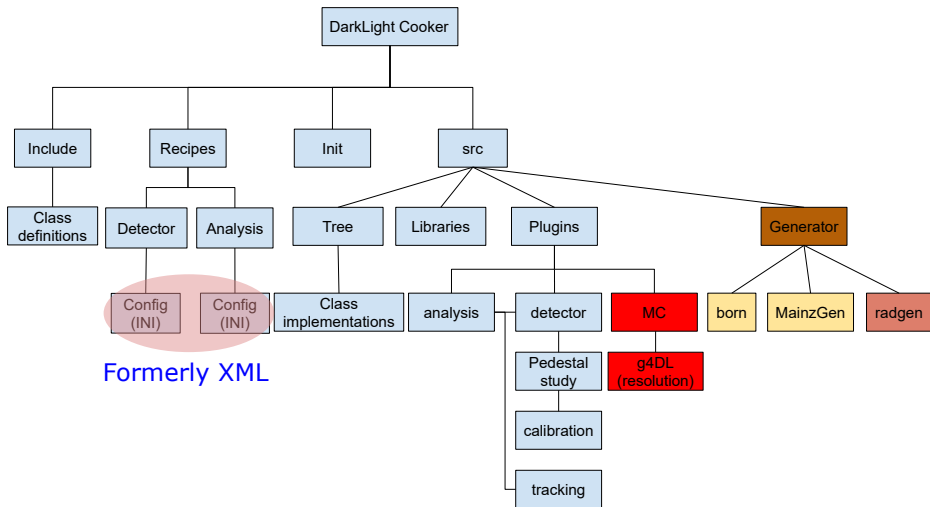 DarkLight Cooker
Include
Recipes
Init
src
Class
definitions
Detector
Analysis
Tree
Libraries
Plugins
Generator
Config
(INI)
Config
(INI)
Class
implementations
analysis
detector
MC
born
MainzGen
radgen
Formerly XML
Pedestal
study
g4DL
(resolution)
calibration
tracking